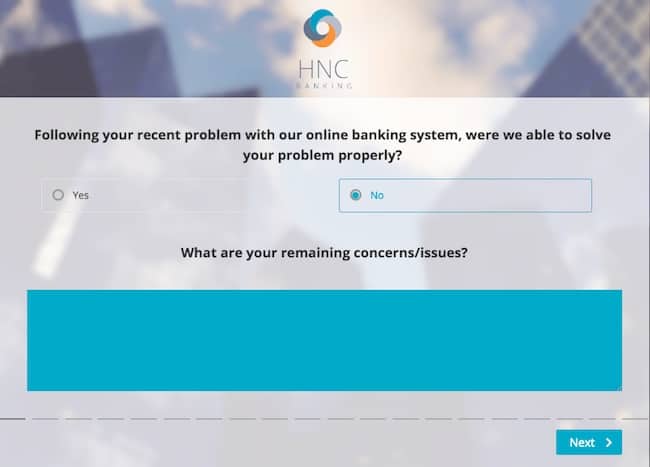 HNC
BANKING
Following your recent problem with our online banking system, were we able to solve
your problem properly?
Yes
No
What are your remaining concerns/issues?
Next